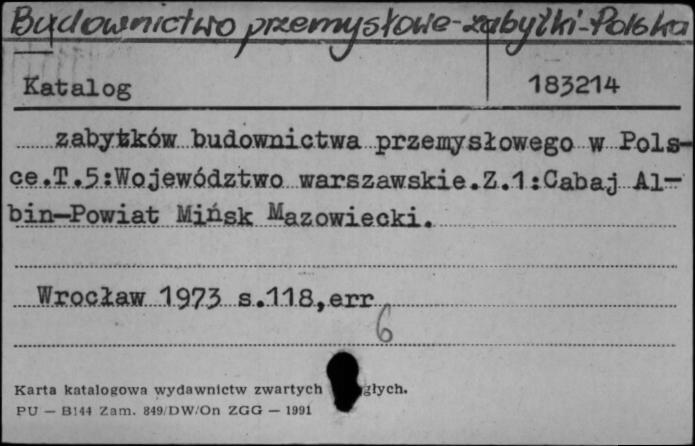 Budownictwo przemysłowe-zabytki-Polska
Katalog 183214
zabytków budownictwa przemysłowego w Pols-
ce.T.5:Województwo warszawskie.Z.1:Cabaj Al-
bin-Powiat Mińsk Mazowiecki.
Wrocław 1973 s.118,err
6
Karta katalogowa wydawnictw zwartych głych.
PU — B144 Zam. 849/DW/On ZGG — 1991